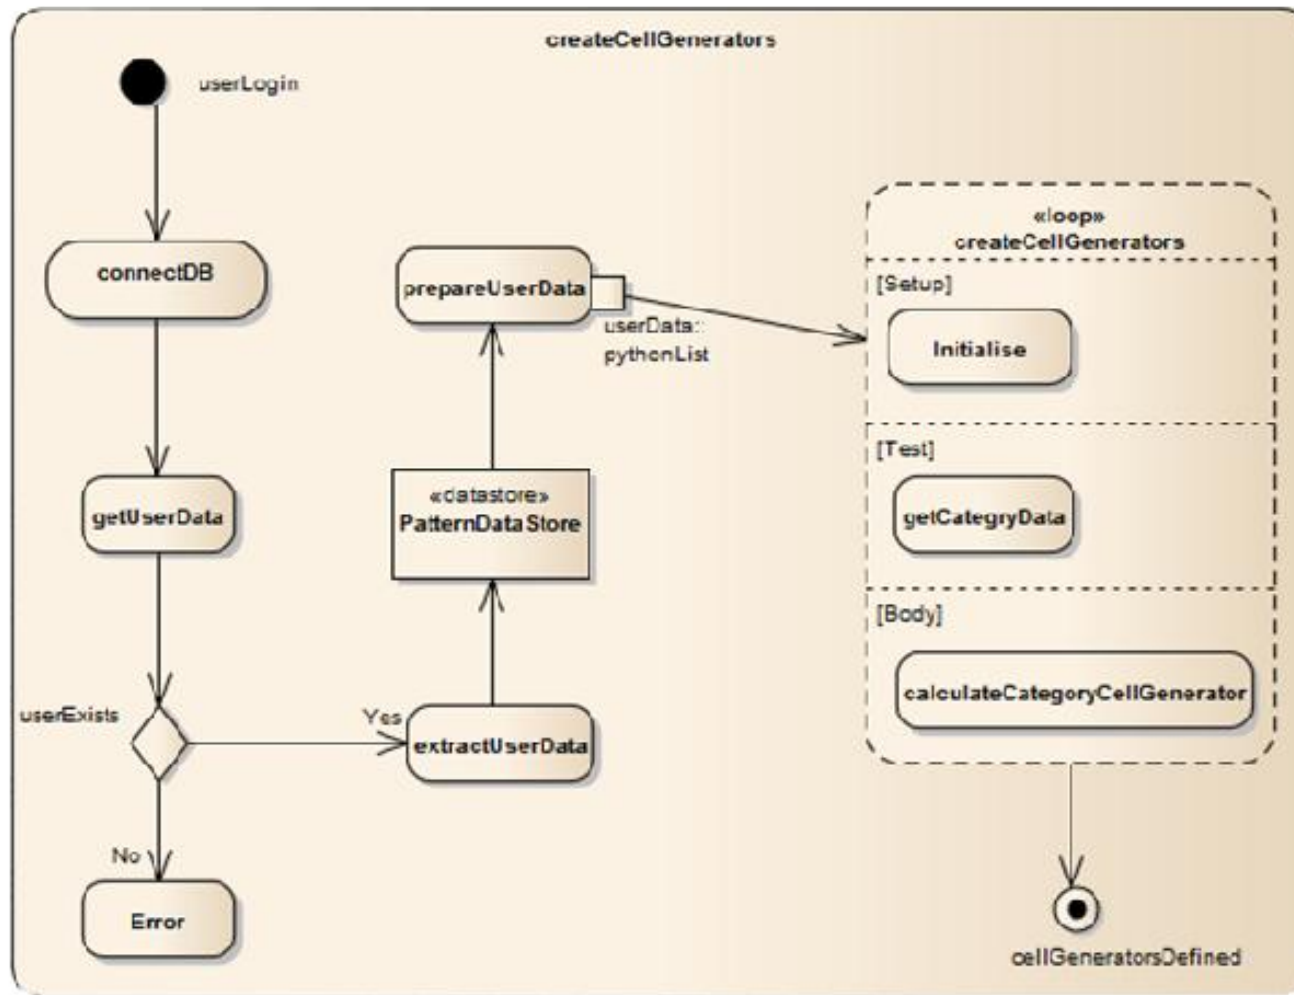 createCellGenerators
userLogin
connectDB
getUserData
userExists
Yes
No
Error
extractUserData
«datastore»
PatternDataStore
prepareUserData
userData::
pythonList
«loop»
createCellGenerators
[Setup]
Initialise
[Test]
getCategryData
[Body]
calculateCategoryCellGenerator
cellGeneratorsDefined